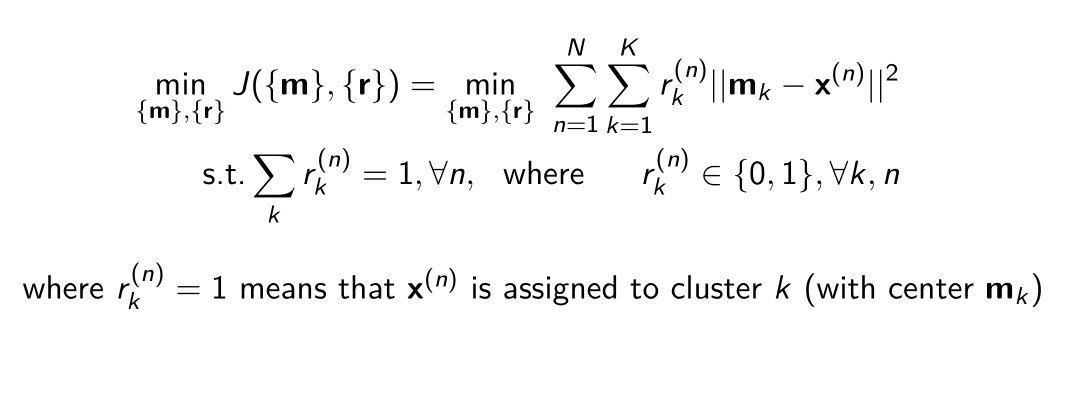 min_{{m},{r}} J({m}, {r}) = min_{{m},{r}} ∑_{n=1}^{N} ∑_{k=1}^{K} r_k^{(n)} ||m_k − x^{(n)}||^2
s.t. ∑_k r_k^{(n)} = 1, ∀n, where r_k^{(n)} ∈ {0, 1}, ∀k, n
where r_k^{(n)} = 1 means that x^{(n)} is assigned to cluster k (with center m_k)